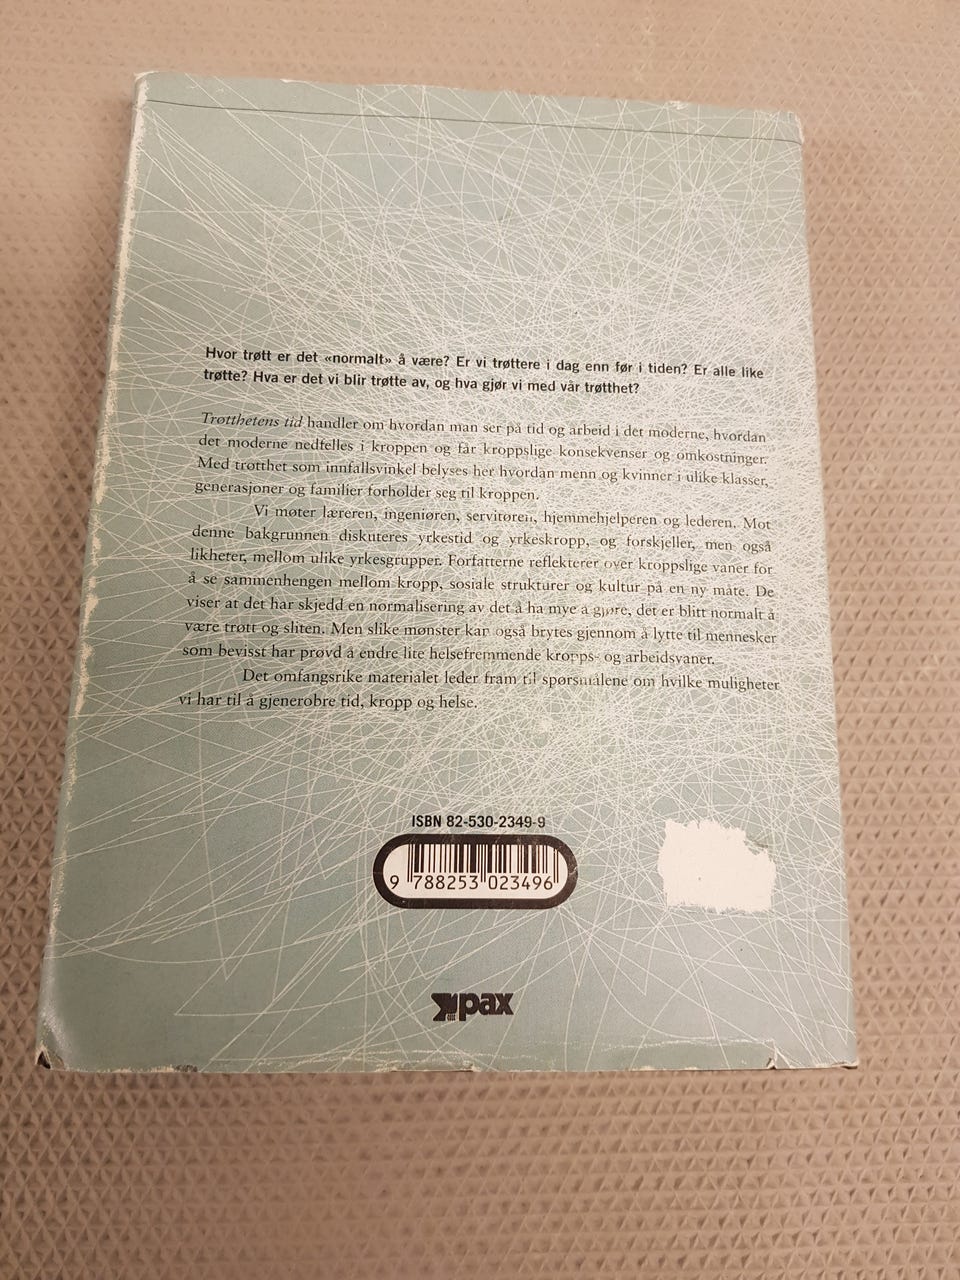 Hvor trøtt er det «normalt» å være? Er vi trøttere i dag enn før i tiden? Er alle like
trøtte? Hva er det vi blir trøtte av, og hva gjør vi med vår trøtthet?
Trøtthetens tid handler om hvordan man ser på tid og arbeid i det moderne, hvordan
det moderne nedfelles i kroppen og får kroppslige konsekvenser og omkostninger.
Med trøtthet som innfallsvinkel belyses her hvordan menn og kvinner i ulike klasser,
generasjoner og familier forholder seg til kroppen.
Vi møter læreren, ingeniøren, servitøren, hjemmehjelperen og lederen. Mot
denne bakgrunnen diskuteres yrkestid og yrkeskropp, og forskjeller, men også
likheter, mellom ulike yrkesgrupper. Forfatterne reflekterer over kroppslige vaner for
å se sammenhengen mellom kropp, sosiale strukturer og kultur på en ny måte. De
viser at det har skjedd en normalisering av det å ha mye å gjøre, det er blitt normalt å
være trøtt og sliten. Men slike mønster kan også brytes gjennom å lytte til mennesker
som bevisst har prøvd å endre lite helsefremmende kropps- og arbeidsvaner.
Det omfangsrike materialet leder fram til spørsmålene om hvilke muligheter
vi har til å gjenerobre tid, kropp og helse.
ISBN 82-530-2349-9
9 788253 023496
pax